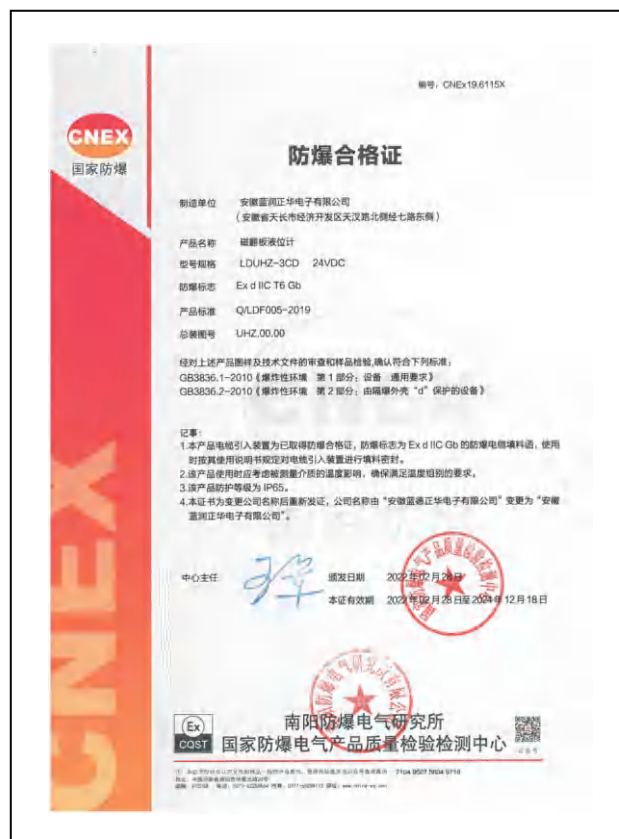 编号: CNEx19.6115X
CNEX
国家防爆
防爆合格证
制造单位 安徽蓝润正华电子有限公司
(安徽省天长市经济开发区天汉路北侧经七路东侧)
产品名称 磁翻板液位计
型号规格 LDUHZ-3CD 24VDC
防爆标志 Ex d IIC T6 Gb
产品标准 Q/LDF005-2019
总装图号 UHZ.00.00
经对上述产品图样及技术文件的审查和样品检验,确认符合下列标准:
GB3836.1-2010《爆炸性环境 第1部分: 设备 通用要求》
GB3836.2-2010《爆炸性环境 第2部分: 由隔爆外壳“d”保护的设备》
记事:
1.本产品电缆引入装置为已取得防爆合格证, 防爆标志为 Ex d IIC Gb 的防爆电缆填料函, 使用
时按其使用说明书规定对电缆引入装置进行填料密封。
2.该产品使用时应考虑被测量介质的温度影响, 确保满足温度组别的要求。
3.该产品防护等级为 IP65。
4.本证书为变更公司名称后重新发证, 公司名称由“安徽蓝德正华电子有限公司”变更为“安徽
蓝润正华电子有限公司”。
中心主任
颁发日期 2022年02月28日
本证有效期 2022年02月28日至2024年12月18日
CNEX
Ex
CQST
南阳防爆电气研究所
国家防爆电气产品质量检验检测中心